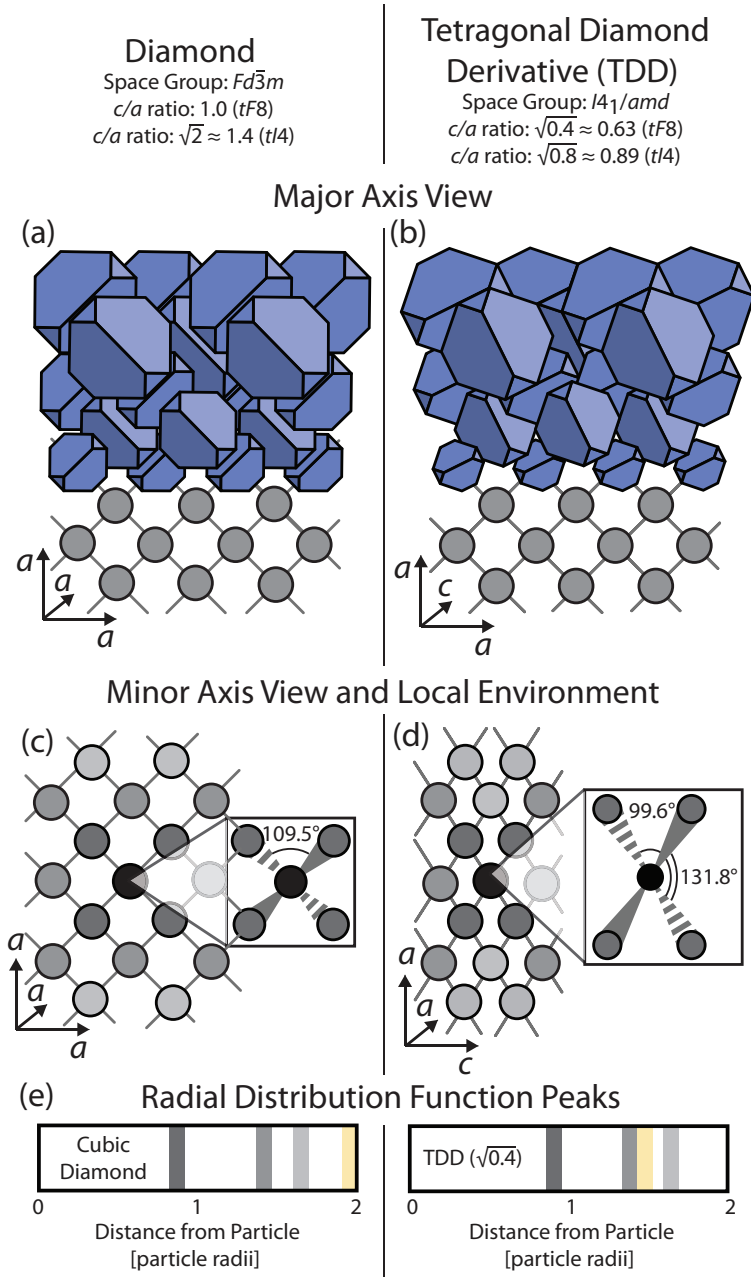 Diamond
Space Group: Fd3̅m
c/a ratio: 1.0 (tF8)
c/a ratio: √2 ≈ 1.4 (tI4)
Tetragonal Diamond
Derivative (TDD)
Space Group: I4₁/amd
c/a ratio: √0.4 ≈ 0.63 (tF8)
c/a ratio: √0.8 ≈ 0.89 (tI4)
Major Axis View
(a)
(b)
a
a
a
a
c
a
Minor Axis View and Local Environment
(c)
(d)
109.5°
99.6°
131.8°
a
a
a
a
a
c
(e)
Radial Distribution Function Peaks
Cubic
Diamond
0
1
2
Distance from Particle
[particle radii]
TDD (√0.4)
0
1
2
Distance from Particle
[particle radii]